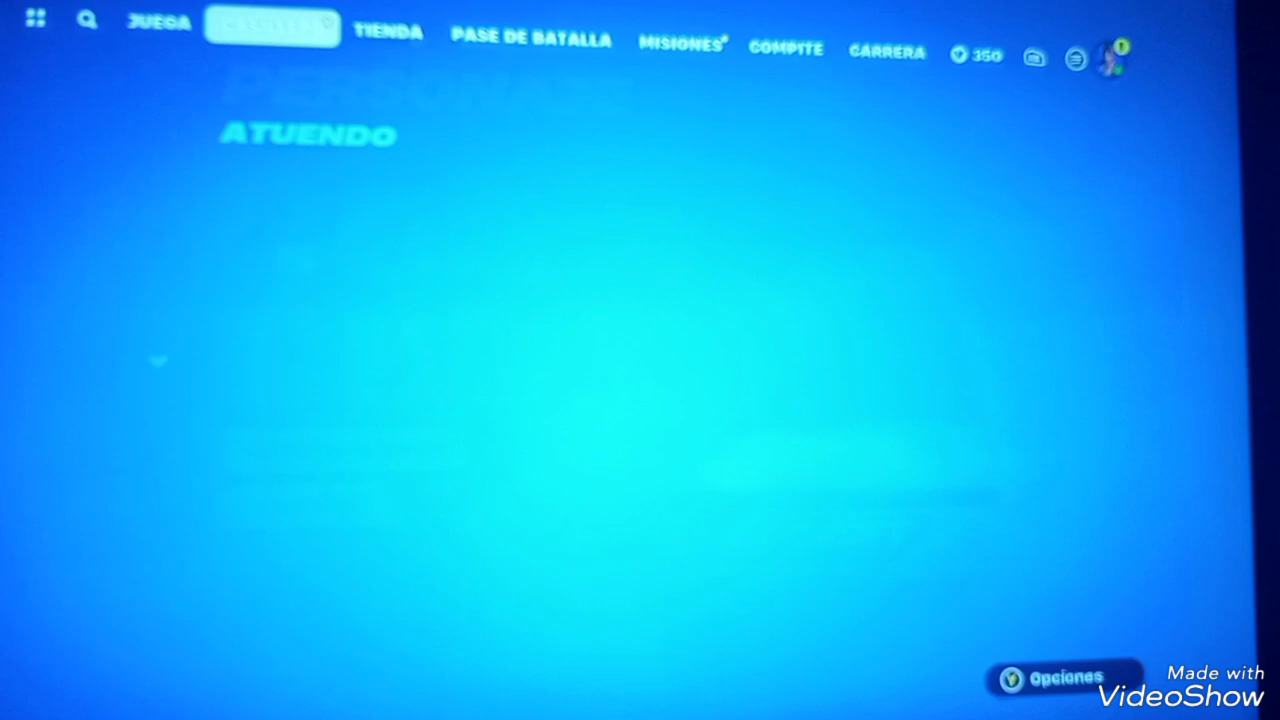 JUEGA TIENDA PASE DE BATALLA MISIONES COMPITE CARRERA 350
ATUENDO
Opciones
Made with
VideoShow